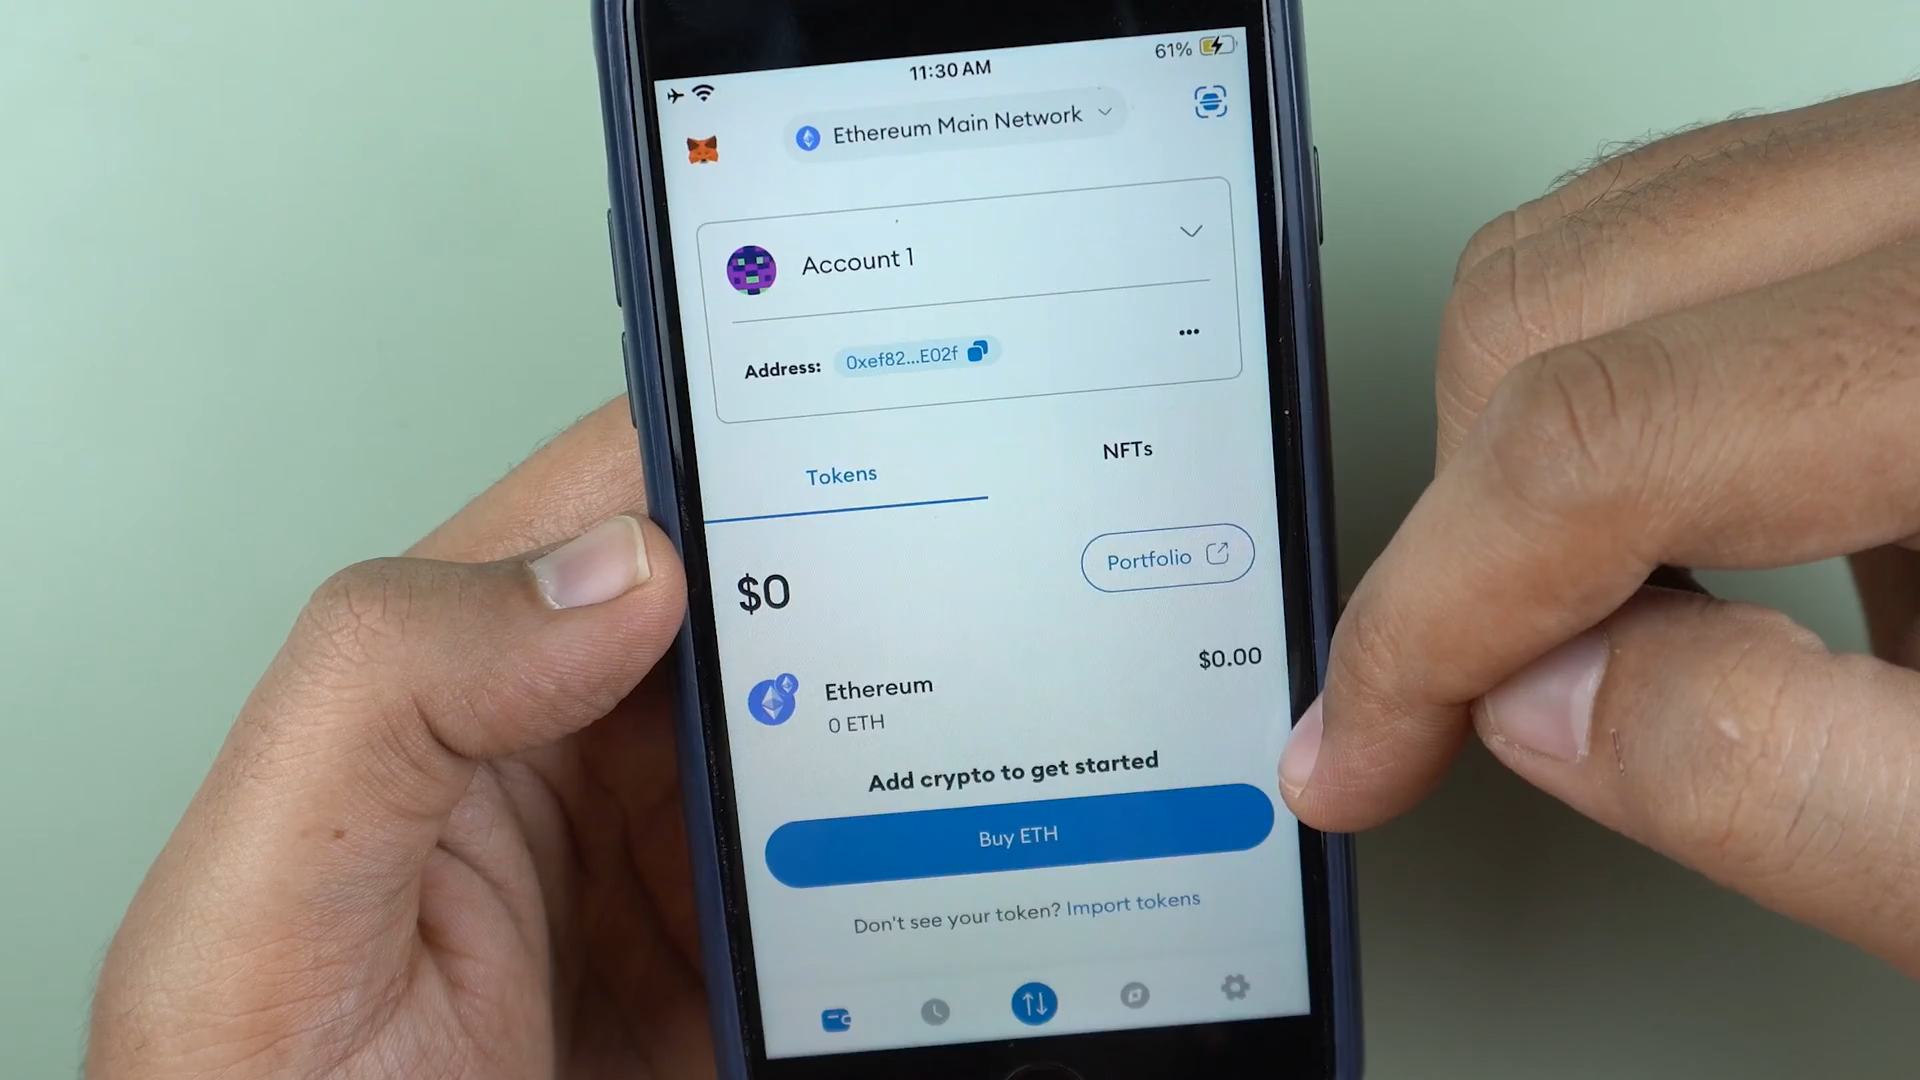 61%
11:30 AM
Ethereum Main Network
Account 1
Address: 0xef82...E02f
Tokens
NFTs
$0
Portfolio
Ethereum
$0.00
0 ETH
Add crypto to get started
Buy ETH
Don't see your token? Import tokens